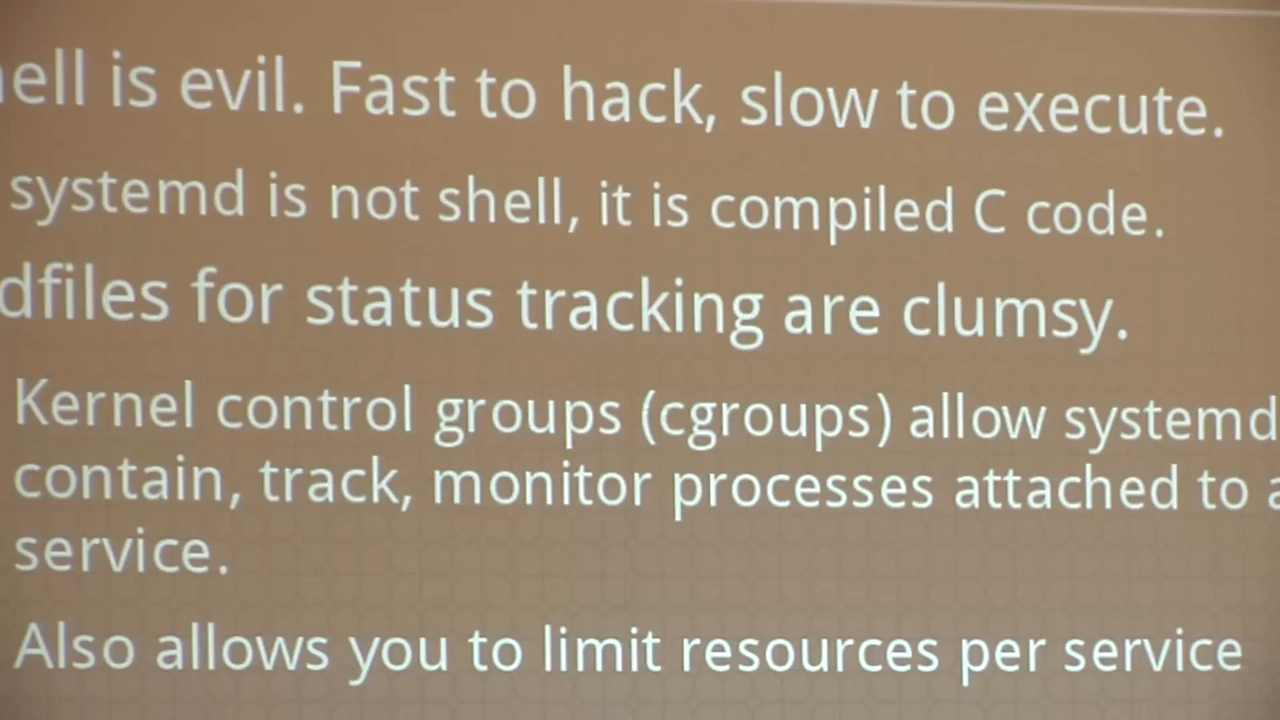 ell is evil. Fast to hack, slow to execute.
systemd is not shell, it is compiled C code.
dfiles for status tracking are clumsy.
Kernel control groups (cgroups) allow systemd
contain, track, monitor processes attached to a
service.
Also allows you to limit resources per service